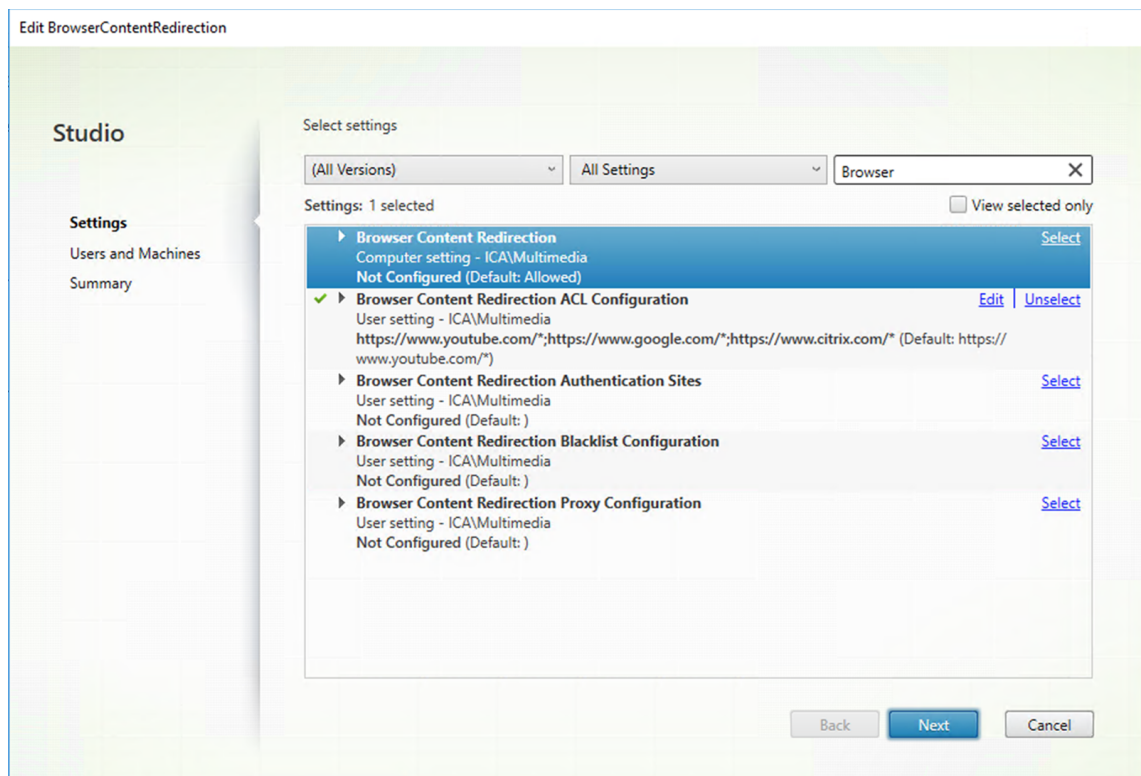 Edit BrowserContentRedirection
Studio
Settings
Users and Machines
Summary
Select settings
(All Versions)
All Settings
Browser
Settings: 1 selected
View selected only
Browser Content Redirection
Select
Computer setting - ICA\Multimedia
Not Configured (Default: Allowed)
Browser Content Redirection ACL Configuration
Edit
Unselect
User setting - ICA\Multimedia
https://www.youtube.com/*;https://www.google.com/*;https://www.citrix.com/* (Default: https://
www.youtube.com/*)
Browser Content Redirection Authentication Sites
Select
User setting - ICA\Multimedia
Not Configured (Default: )
Browser Content Redirection Blacklist Configuration
Select
User setting - ICA\Multimedia
Not Configured (Default: )
Browser Content Redirection Proxy Configuration
Select
User setting - ICA\Multimedia
Not Configured (Default: )
Back
Next
Cancel